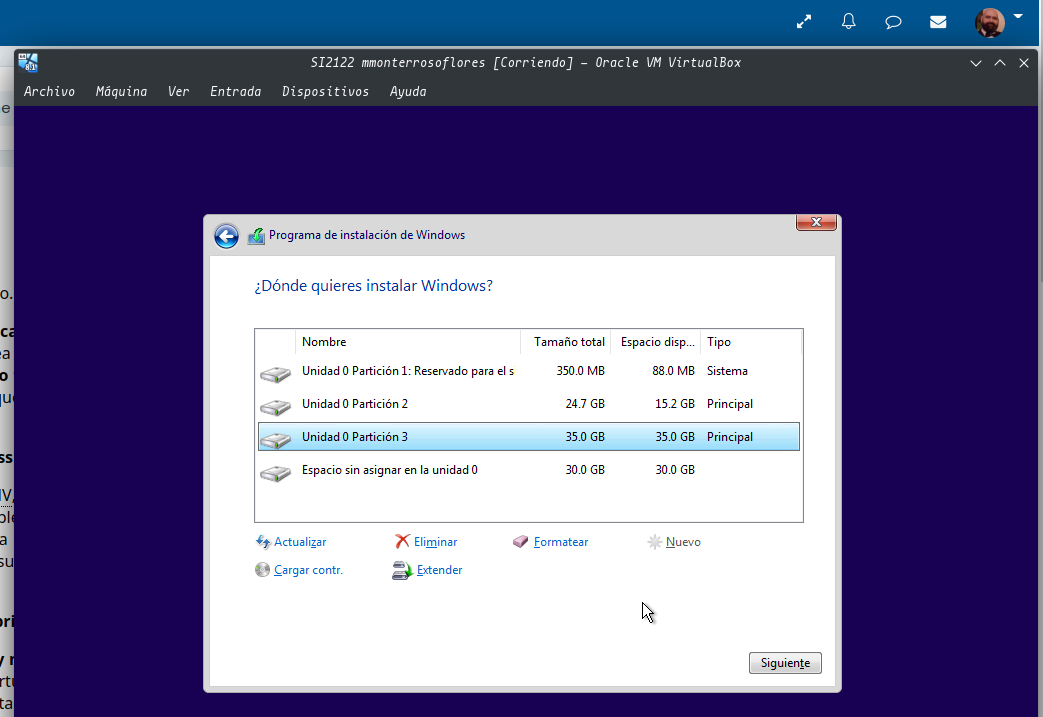 SI2122 mmonterrosoflores [Corriendo] – Oracle VM VirtualBox
Archivo Máquina Ver Entrada Dispositivos Ayuda
Programa de instalación de Windows
¿Dónde quieres instalar Windows?
Nombre Tamaño total Espacio disp... Tipo
Unidad 0 Partición 1: Reservado para el s 350.0 MB 88.0 MB Sistema
Unidad 0 Partición 2 24.7 GB 15.2 GB Principal
Unidad 0 Partición 3 35.0 GB 35.0 GB Principal
Espacio sin asignar en la unidad 0 30.0 GB 30.0 GB
Actualizar Eliminar Formatear Nuevo
Cargar contr. Extender
Siguiente